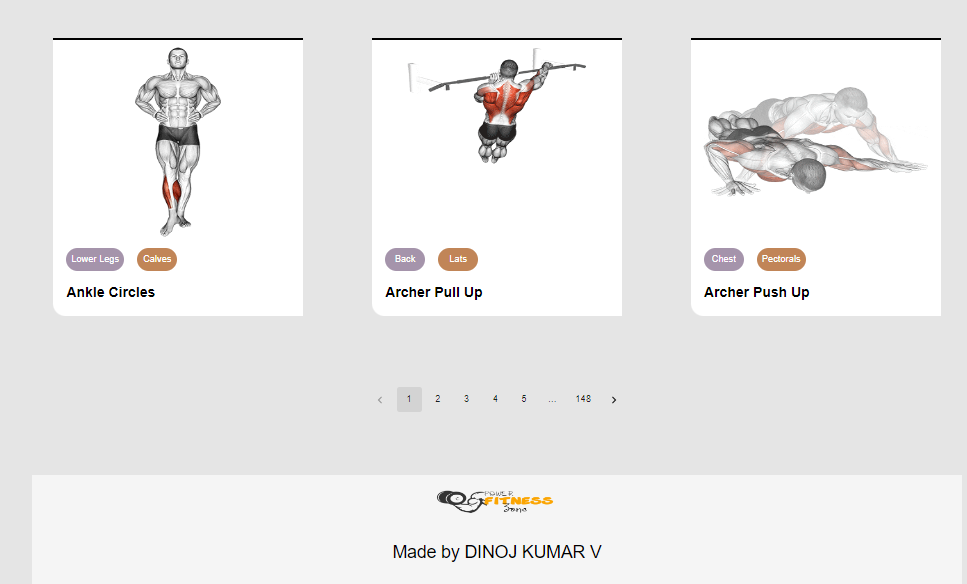 Lower Legs Calves
Ankle Circles
Back Lats
Archer Pull Up
Chest Pectorals
Archer Push Up
‹ 1 2 3 4 5 ... 148 ›
POWER
FITNESS
Zone
Made by DINOJ KUMAR V